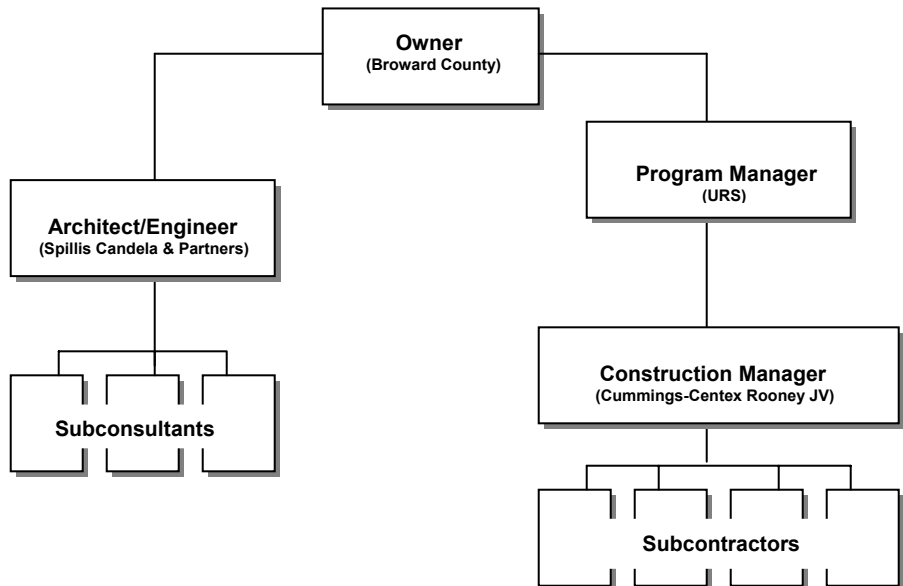 Owner
(Broward County)
Program Manager
(URS)
Architect/Engineer
(Spillis Candela & Partners)
Construction Manager
(Cummings-Centex Rooney JV)
Subconsultants
Subcontractors